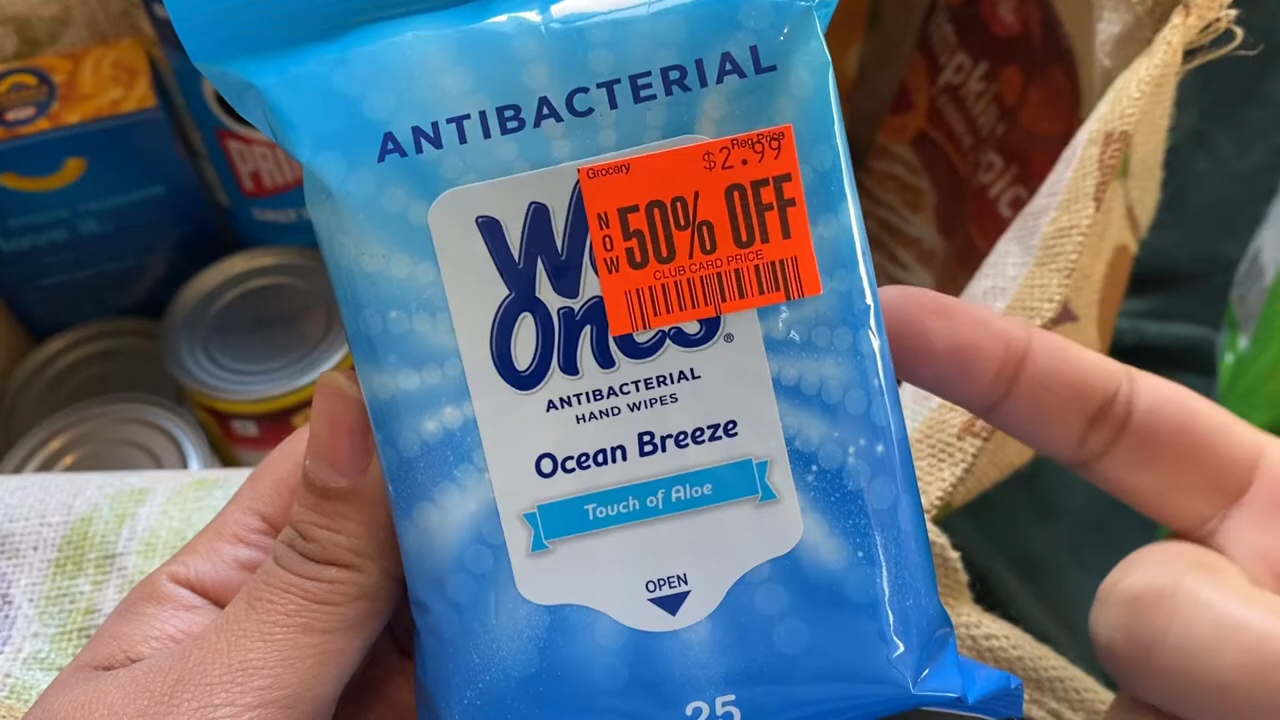 ANTIBACTERIAL
Grocery
Reg.Price
$2.99
NOW
50% OFF
CLUB CARD PRICE
W
Ones®
ANTIBACTERIAL
HAND WIPES
Ocean Breeze
Touch of Aloe
OPEN
25